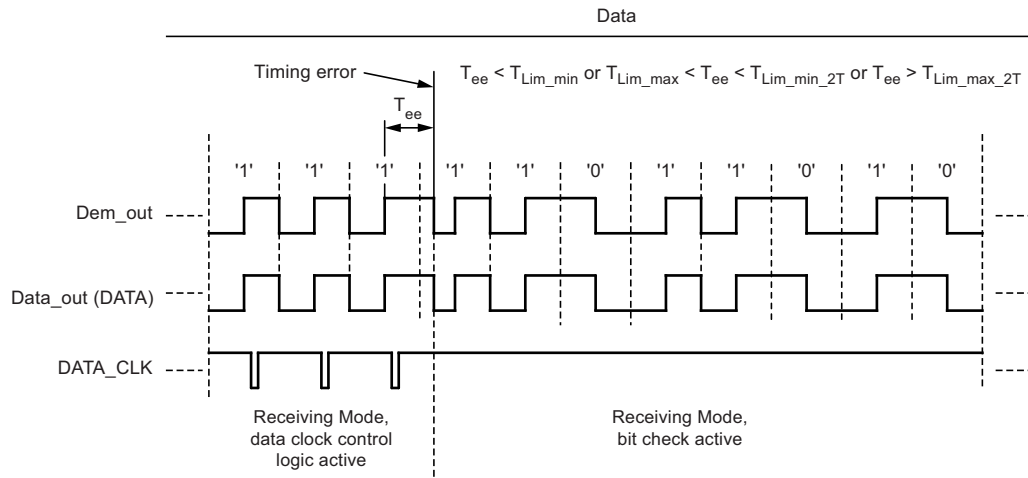 Data
Timing error
T_ee < T_Lim_min or T_Lim_max < T_ee < T_Lim_min_2T or T_ee > T_Lim_max_2T
T_ee
'1' '1' '1' '1' '1' '0' '1' '1' '0' '1' '0'
Dem_out
Data_out (DATA)
DATA_CLK
Receiving Mode,
data clock control
logic active
Receiving Mode,
bit check active